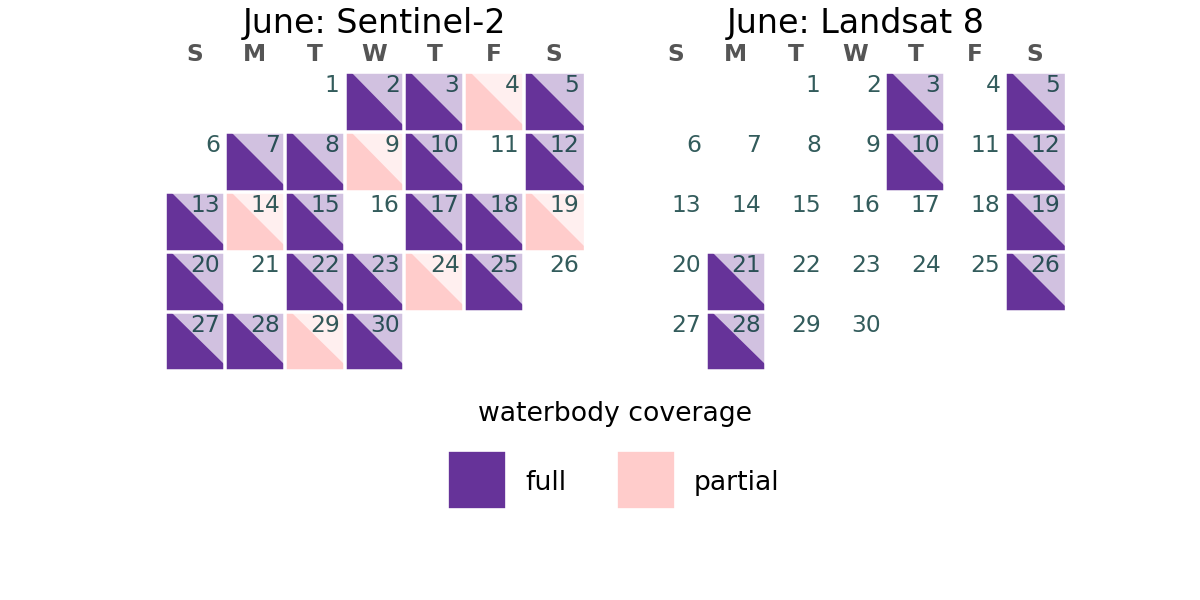 June: Sentinel-2
S M T W T F S
1 2 3 4 5
6 7 8 9 10 11 12
13 14 15 16 17 18 19
20 21 22 23 24 25 26
27 28 29 30
June: Landsat 8
S M T W T F S
1 2 3 4 5
6 7 8 9 10 11 12
13 14 15 16 17 18 19
20 21 22 23 24 25 26
27 28 29 30
waterbody coverage
full partial